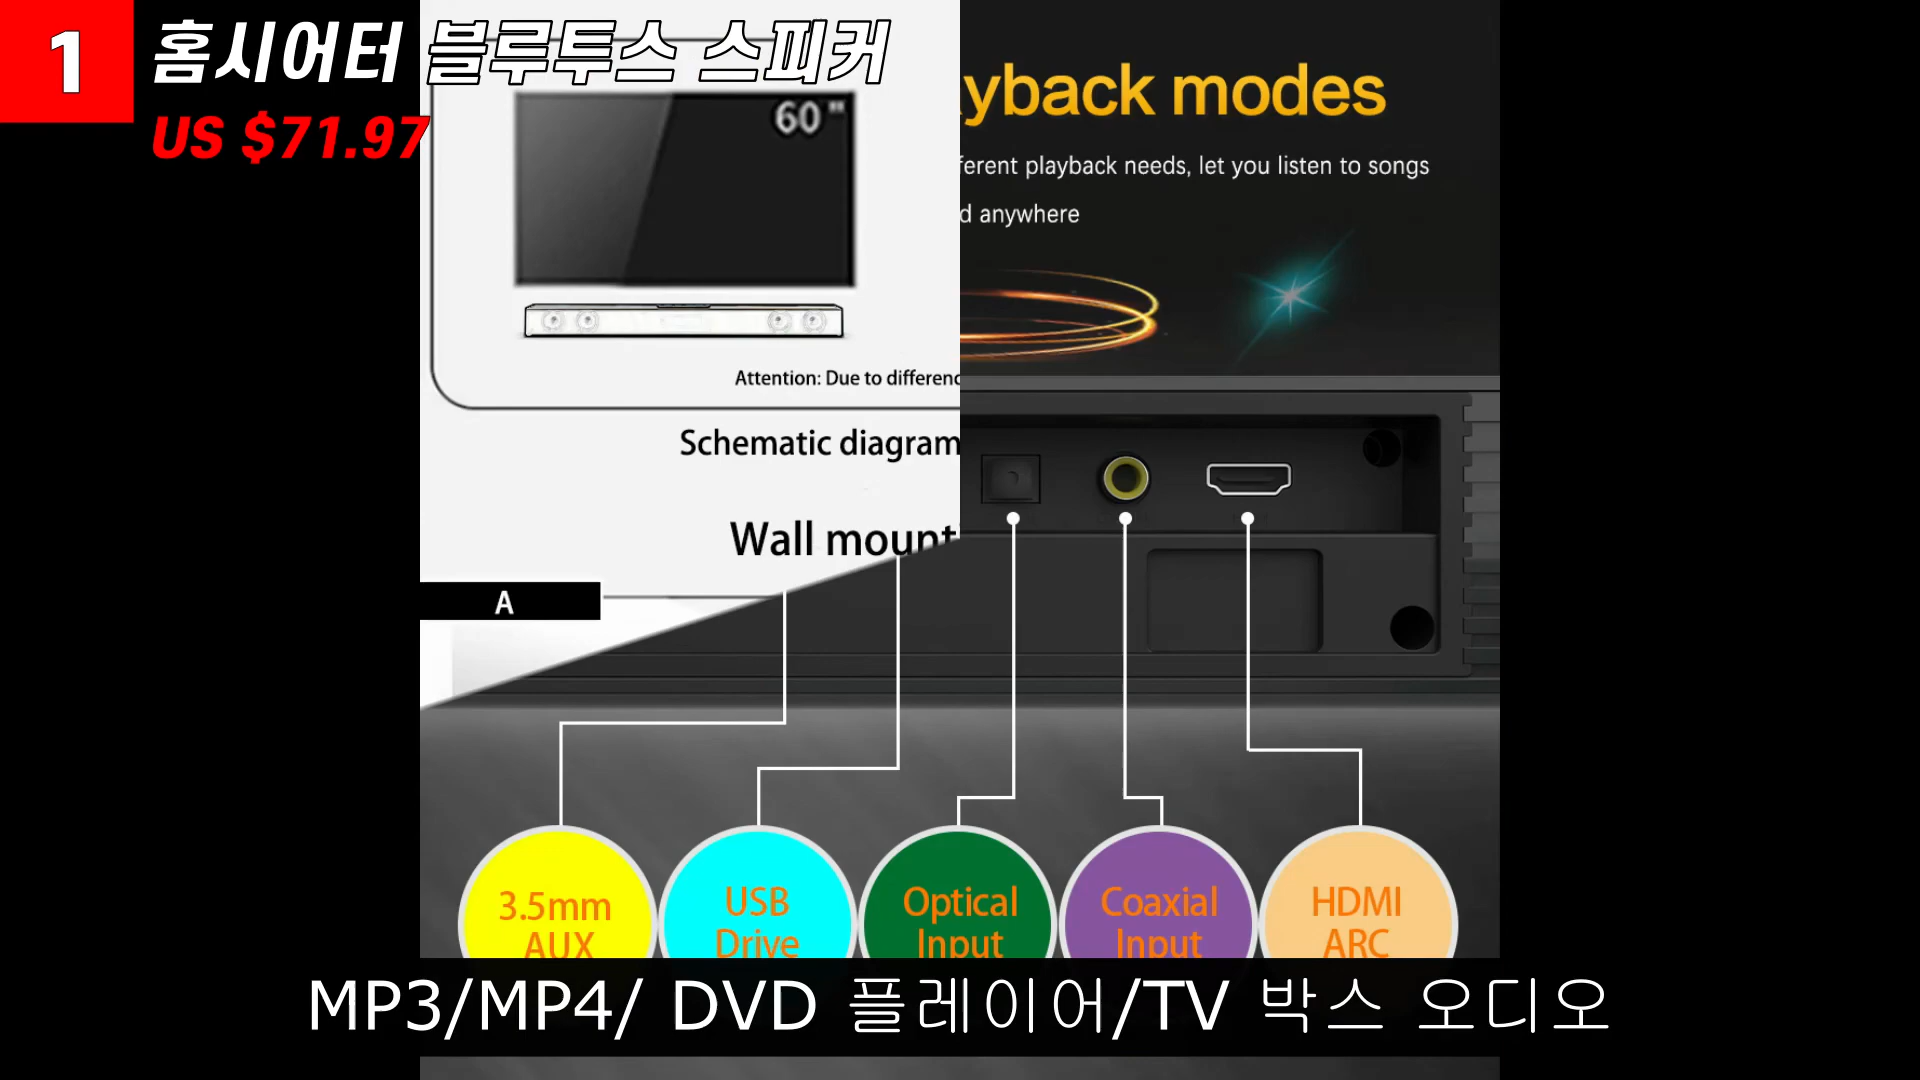 1
홈시어터 블루투스 스피커
US $71.97
60"
yback modes
ferent playback needs, let you listen to songs
d anywhere
Attention: Due to differenc
Schematic diagram
Wall mount
A
3.5mm
AUX
USB
Drive
Optical
Input
Coaxial
Input
HDMI
ARC
MP3/MP4/ DVD 플레이어/TV 박스 오디오